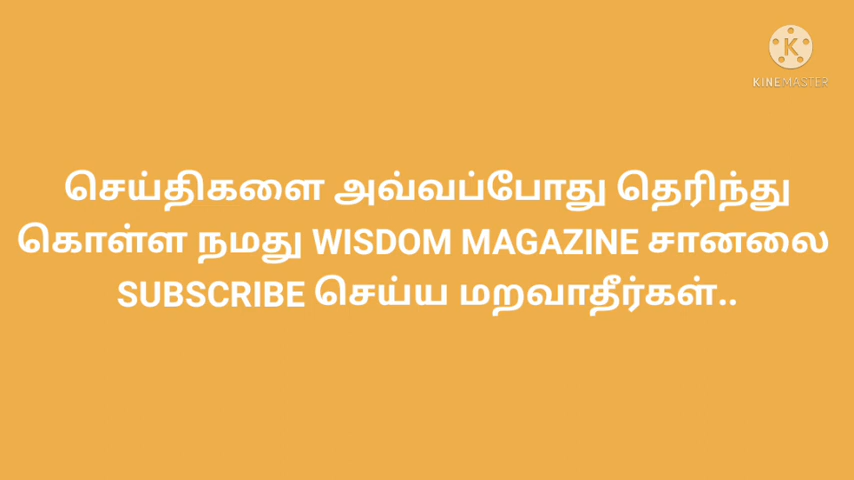 KINEMASTER
செய்திகளை அவ்வப்போது தெரிந்து
கொள்ள நமது WISDOM MAGAZINE சானலை
SUBSCRIBE செய்ய மறவாதீர்கள்..